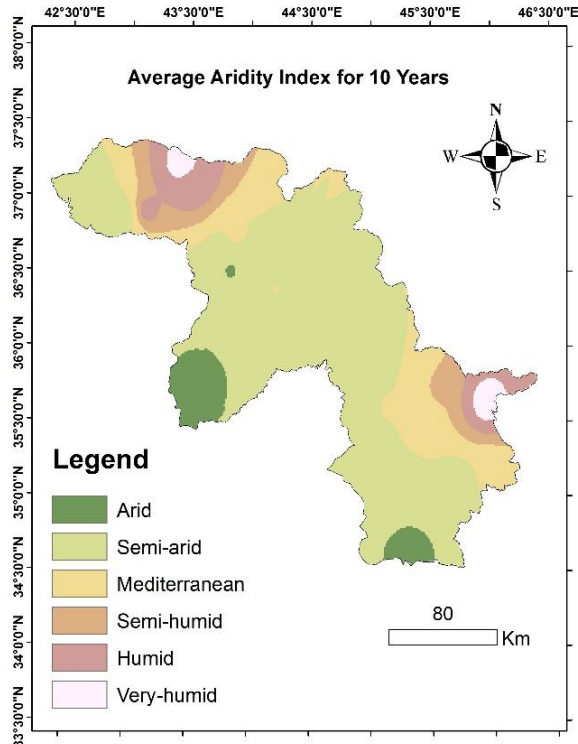 42°30'0"E 43°30'0"E 44°30'0"E 45°30'0"E 46°30'0"E
38°0'0"N
Average Aridity Index for 10 Years
37°30'0"N
N
W E
S
37°0'0"N
36°30'0"N
36°0'0"N
35°30'0"N
Legend
35°0'0"N
Arid
Semi-arid
34°30'0"N
Mediterranean
Semi-humid
80
Km
34°0'0"N
Humid
Very-humid
33°30'0"N